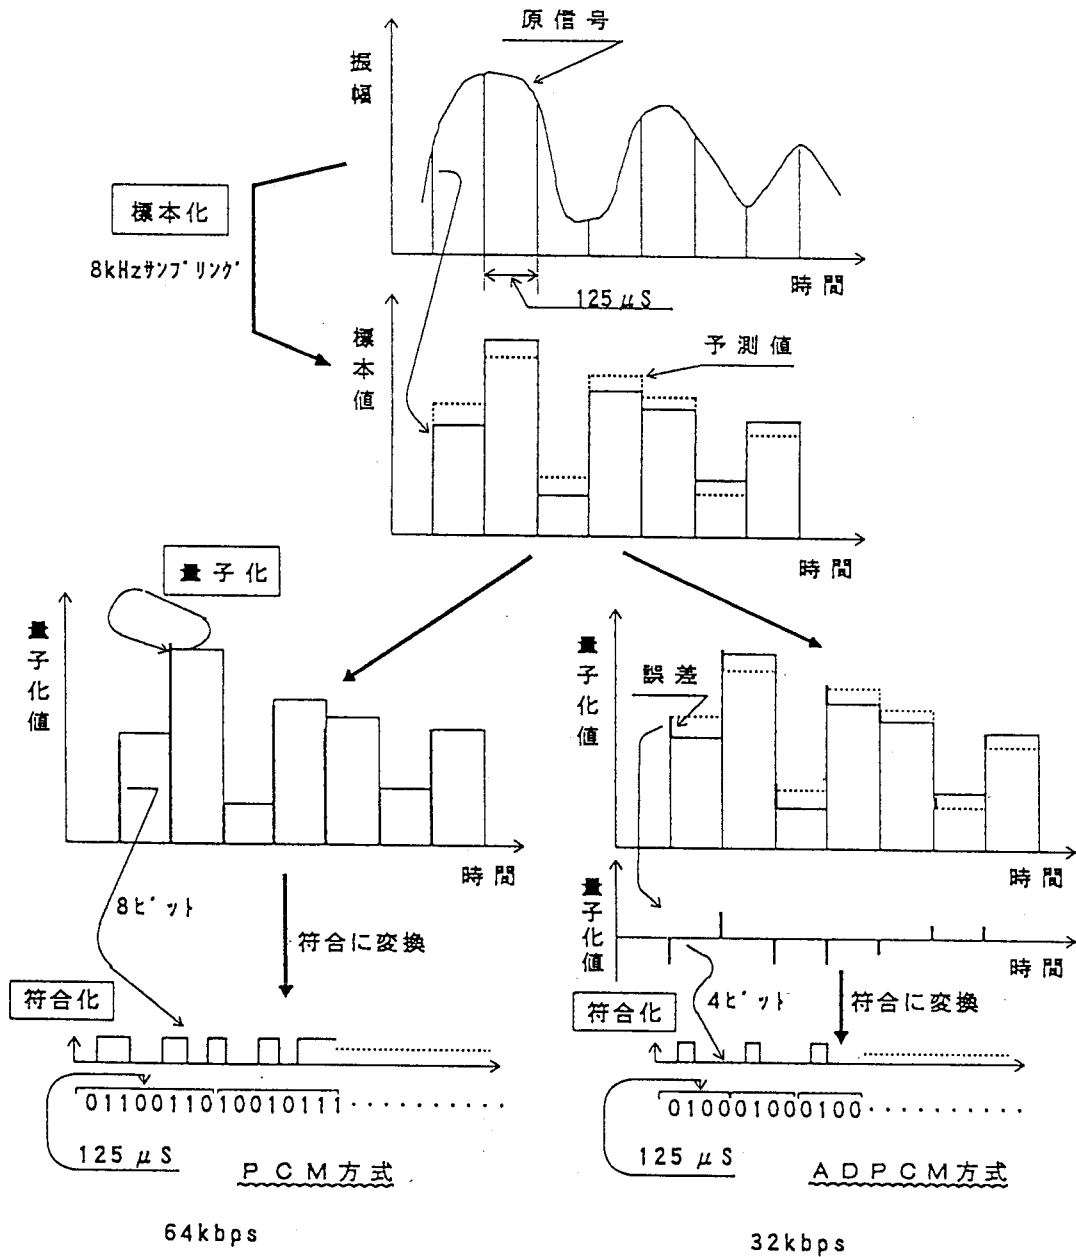 原信号
振幅
標本化
8kHzサンプリング
時間
125μS
標本値
予測値
時間
量子化
量子化値
時間
8ビット
符合に変換
符合化
0110011010010111・・・・・・・・・・
125μS
PCM方式
64kbps
量子化値
誤差
時間
量子化値
時間
4ビット
符合に変換
符合化
010001000100・・・・・・・・・・
125μS
ADPCM方式
32kbps